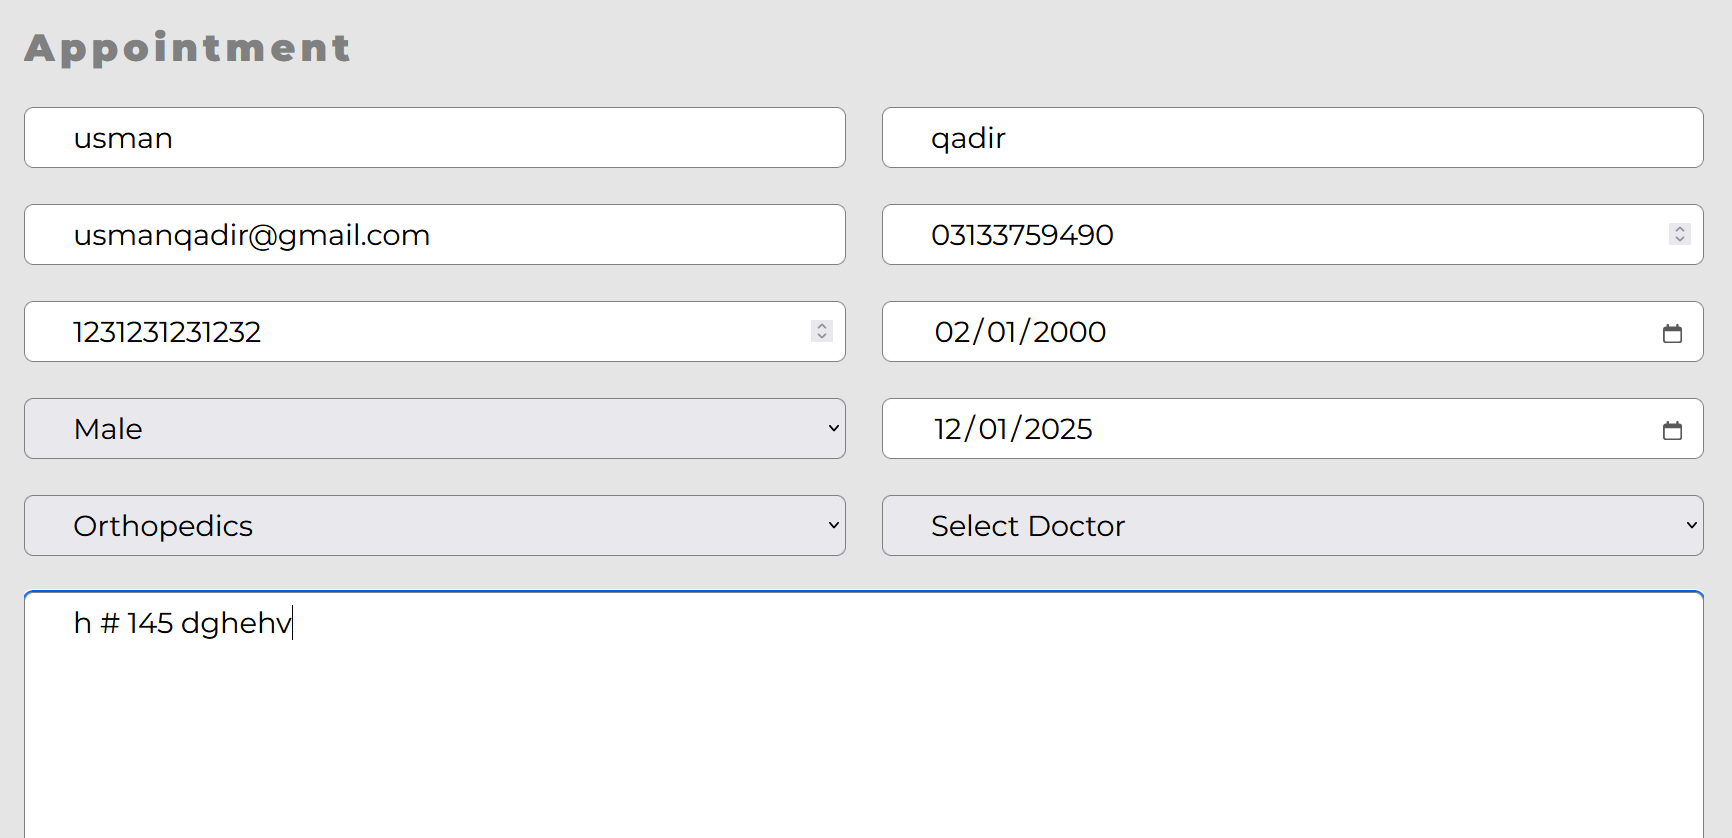 Appointment
usman
qadir
usmanqadir@gmail.com
03133759490
1231231231232
02/01/2000
Male
12/01/2025
Orthopedics
Select Doctor
h # 145 dghehv